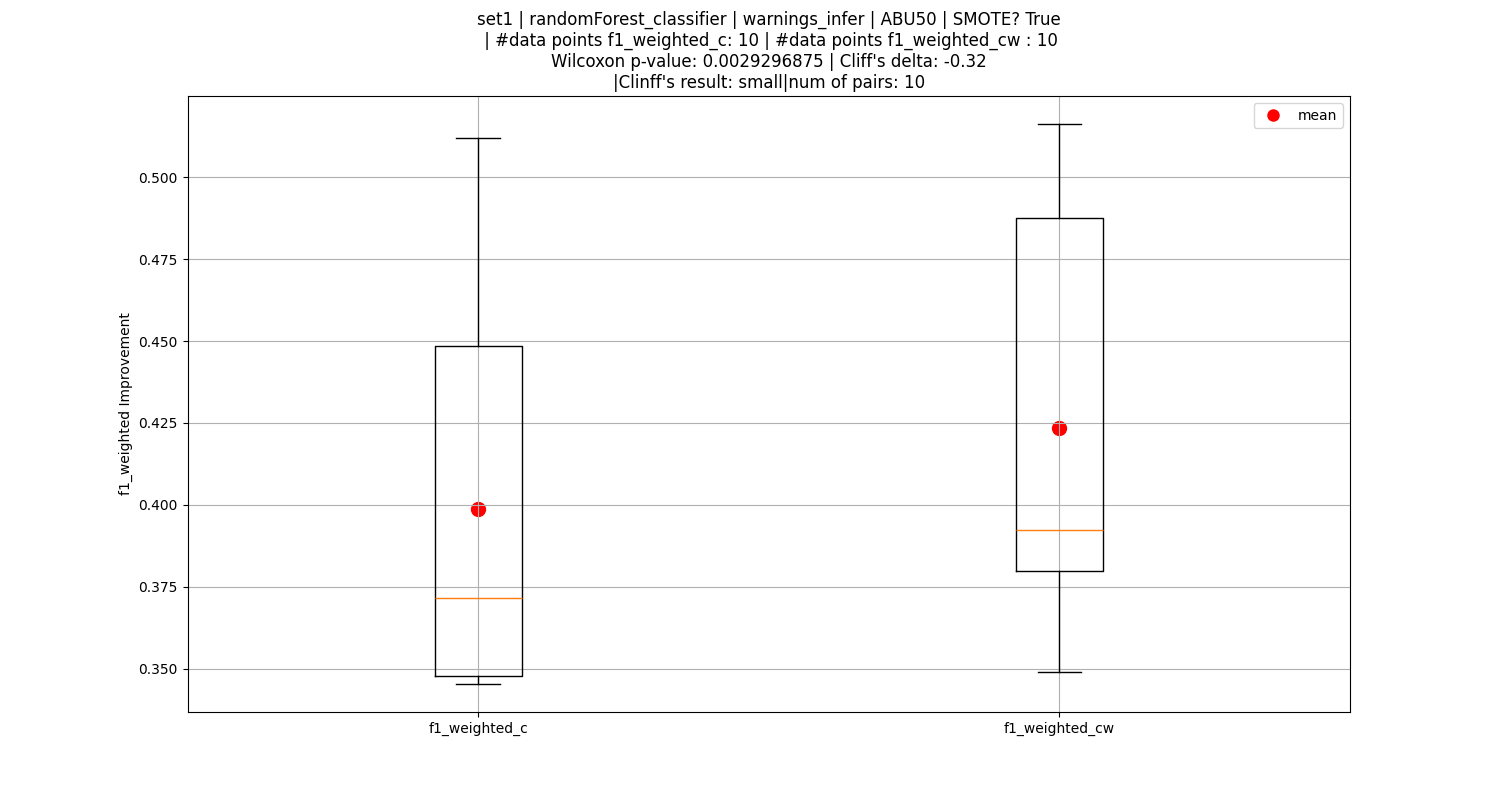 set1 | randomForest_classifier | warnings_infer | ABU50 | SMOTE? True
| #data points f1_weighted_c: 10 | #data points f1_weighted_cw : 10
Wilcoxon p-value: 0.0029296875 | Cliff's delta: -0.32
|Clinff's result: small|num of pairs: 10
mean
f1_weighted Improvement
0.500
0.475
0.450
0.425
0.400
0.375
0.350
f1_weighted_c
f1_weighted_cw